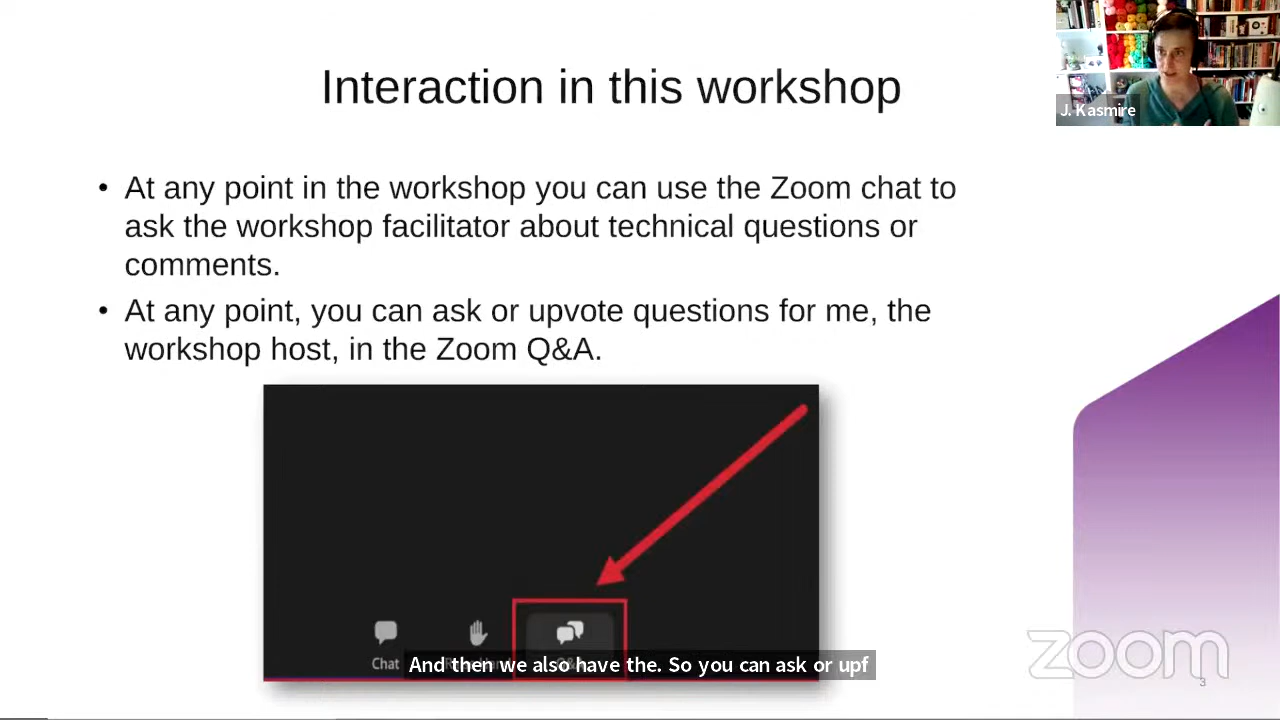 Interaction in this workshop
J. Kasmire
• At any point in the workshop you can use the Zoom chat to
ask the workshop facilitator about technical questions or
comments.
• At any point, you can ask or upvote questions for me, the
workshop host, in the Zoom Q&A.
Chat
And then we also have the. So you can ask or upf
zoom
3